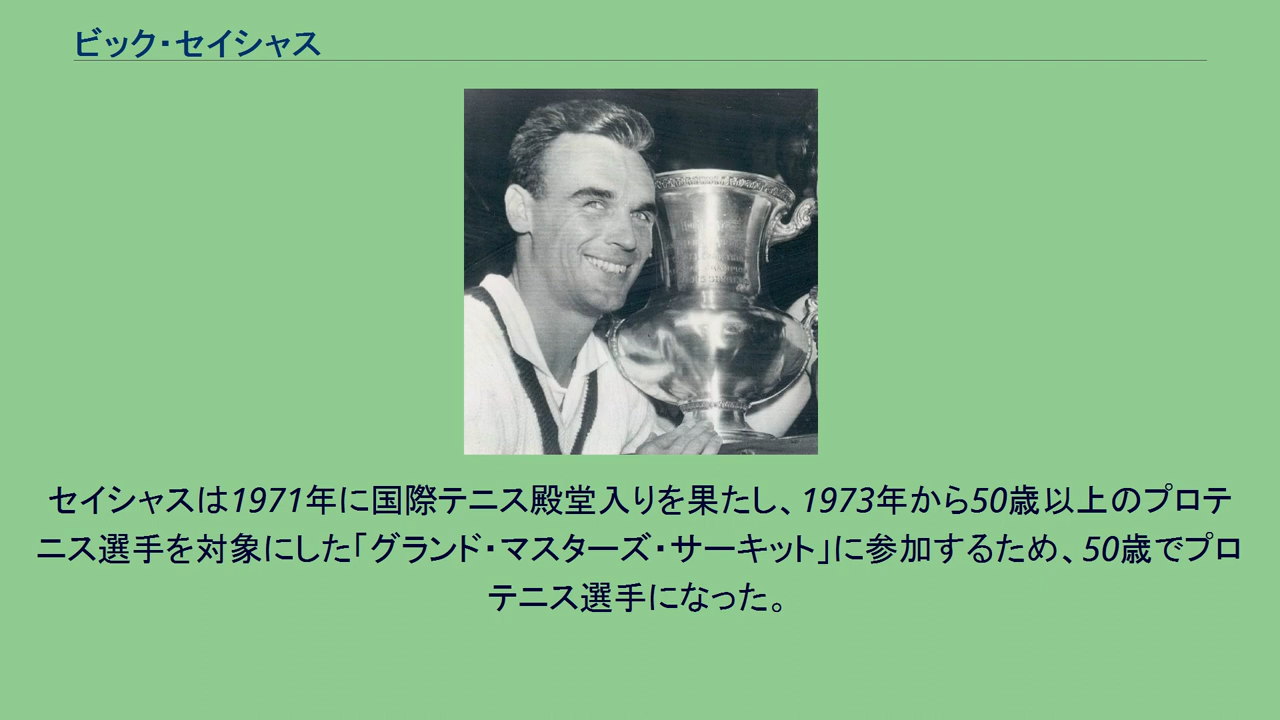 ビック・セイシャス
セイシャスは1971年に国際テニス殿堂入りを果たし、1973年から50歳以上のプロテ
ニス選手を対象にした「グランド・マスターズ・サーキット」に参加するため、50歳でプロ
テニス選手になった。